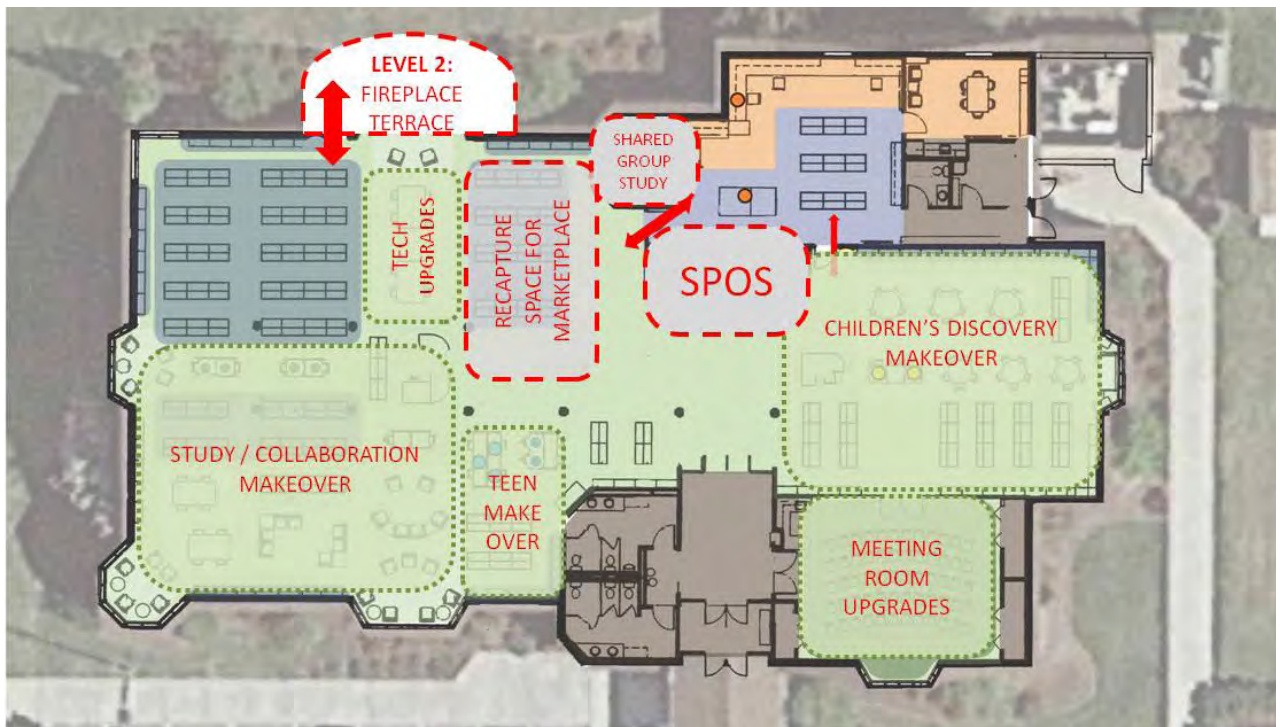 LEVEL 2:
FIREPLACE
TERRACE
SHARED
GROUP
STUDY
TECH
UPGRADES
RECAPTURE
SPACE FOR
MARKETPLACE
SPOS
CHILDREN'S DISCOVERY
MAKEOVER
STUDY / COLLABORATION
MAKEOVER
TEEN
MAKE
OVER
MEETING
ROOM
UPGRADES